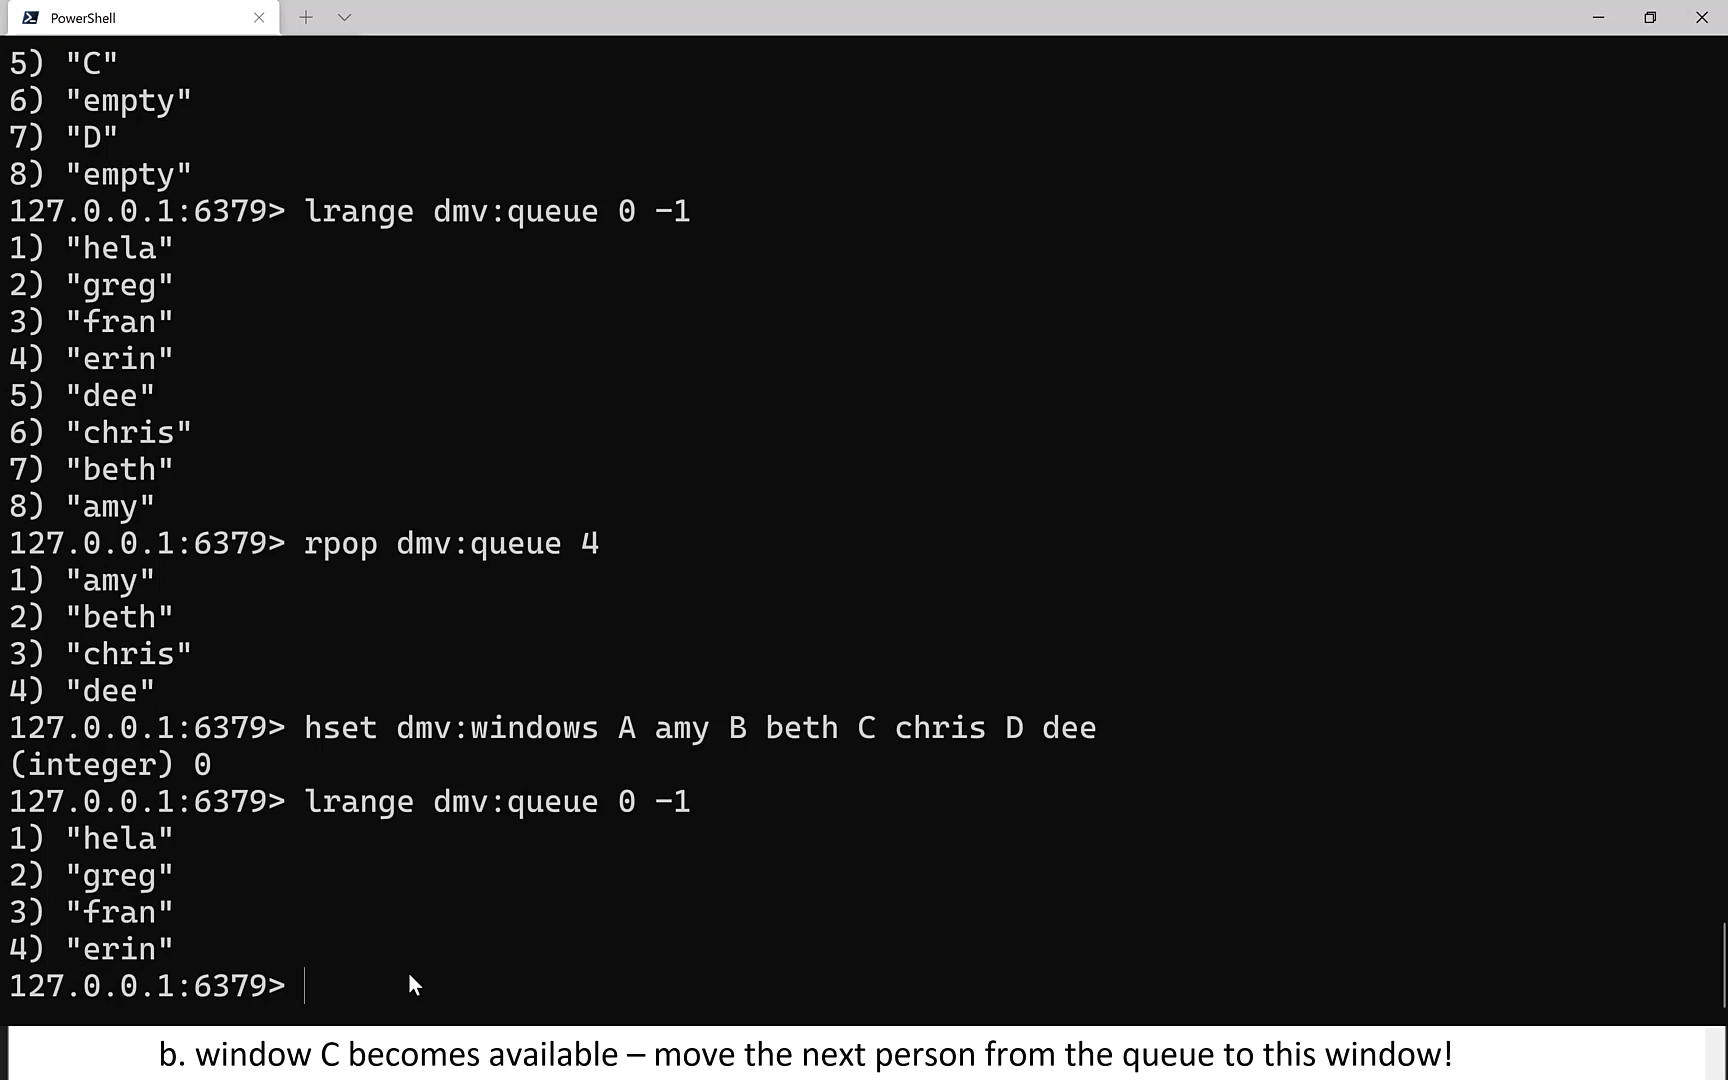 PowerShell
5) "C"
6) "empty"
7) "D"
8) "empty"
127.0.0.1:6379> lrange dmv:queue 0 -1
1) "hela"
2) "greg"
3) "fran"
4) "erin"
5) "dee"
6) "chris"
7) "beth"
8) "amy"
127.0.0.1:6379> rpop dmv:queue 4
1) "amy"
2) "beth"
3) "chris"
4) "dee"
127.0.0.1:6379> hset dmv:windows A amy B beth C chris D dee
(integer) 0
127.0.0.1:6379> lrange dmv:queue 0 -1
1) "hela"
2) "greg"
3) "fran"
4) "erin"
127.0.0.1:6379>
b. window C becomes available – move the next person from the queue to this window!